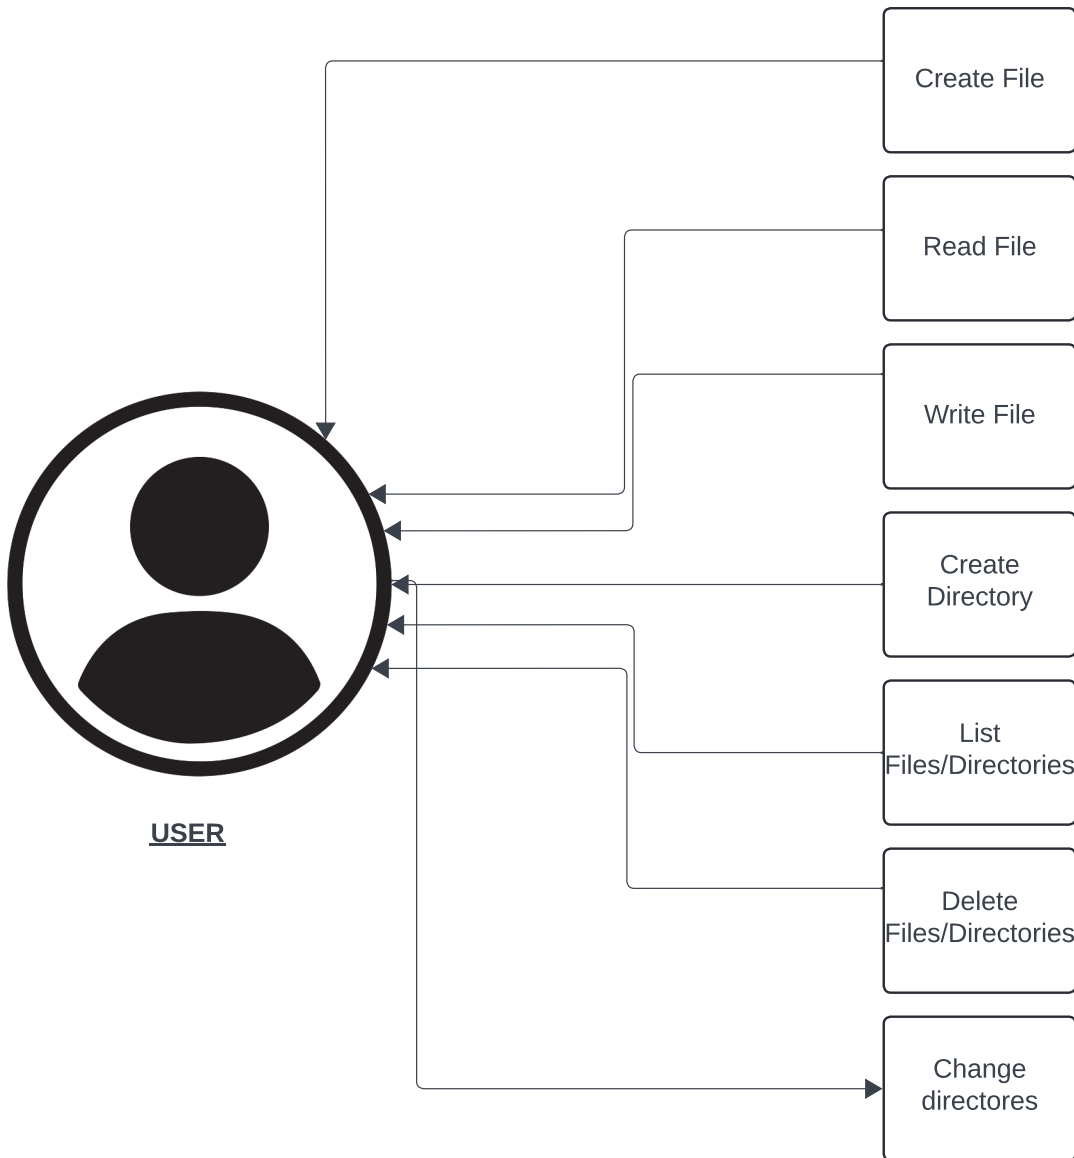 Create File
Read File
Write File
Create
Directory
List
Files/Directories
USER
Delete
Files/Directories
Change
directores